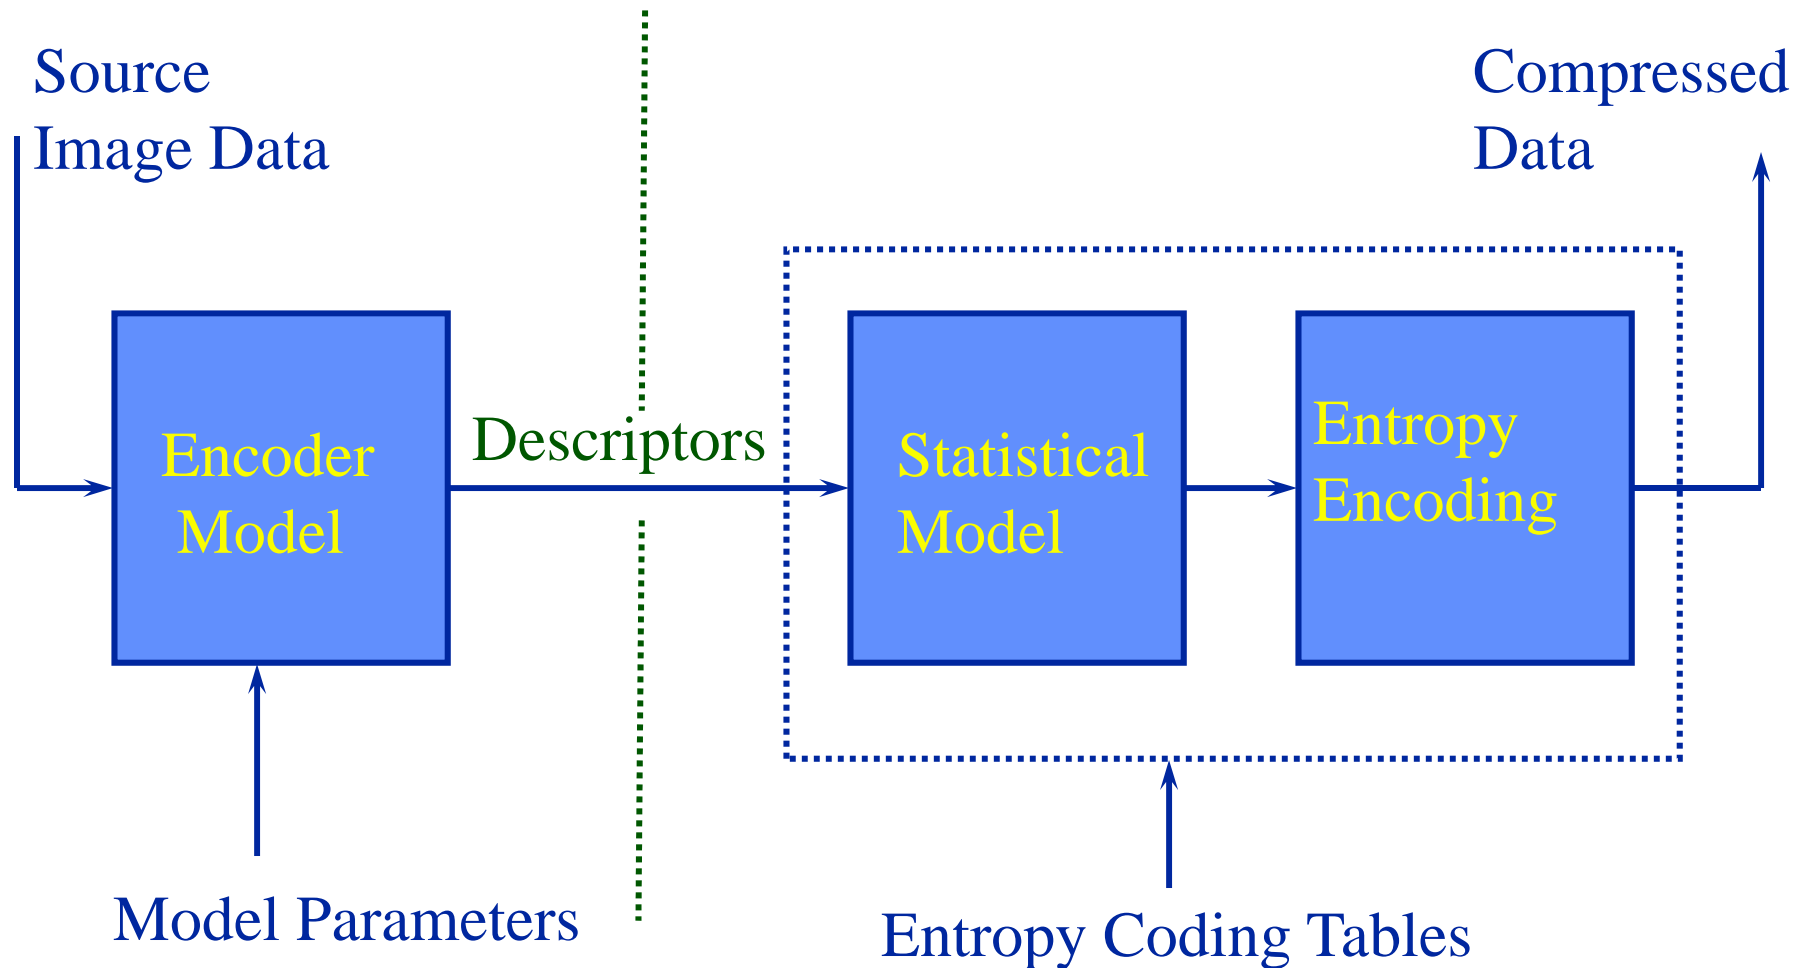 Source
Image Data
Compressed
Data
Encoder
Model
Descriptors
Statistical
Model
Entropy
Encoding
Model Parameters
Entropy Coding Tables